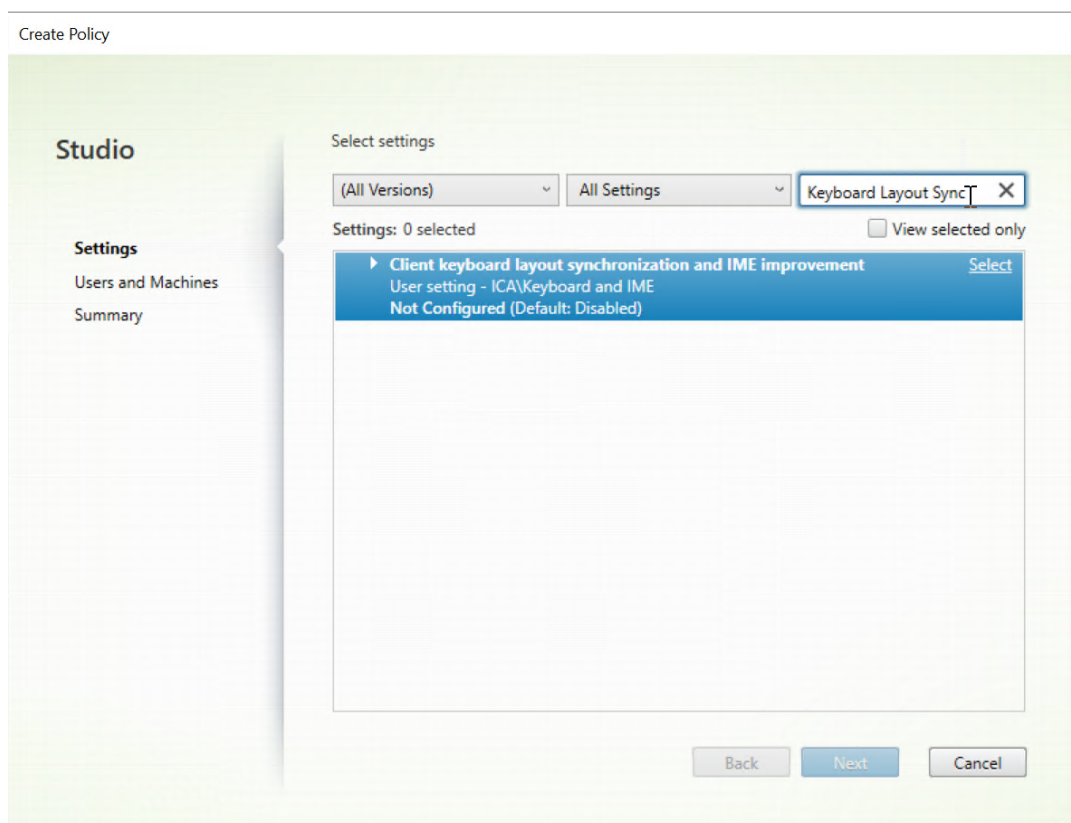 Create Policy
Studio
Settings
Users and Machines
Summary
Select settings
(All Versions) All Settings Keyboard Layout Sync
Settings: 0 selected View selected only
Client keyboard layout synchronization and IME improvement Select
User setting - ICA\Keyboard and IME
Not Configured (Default: Disabled)
Back Next Cancel